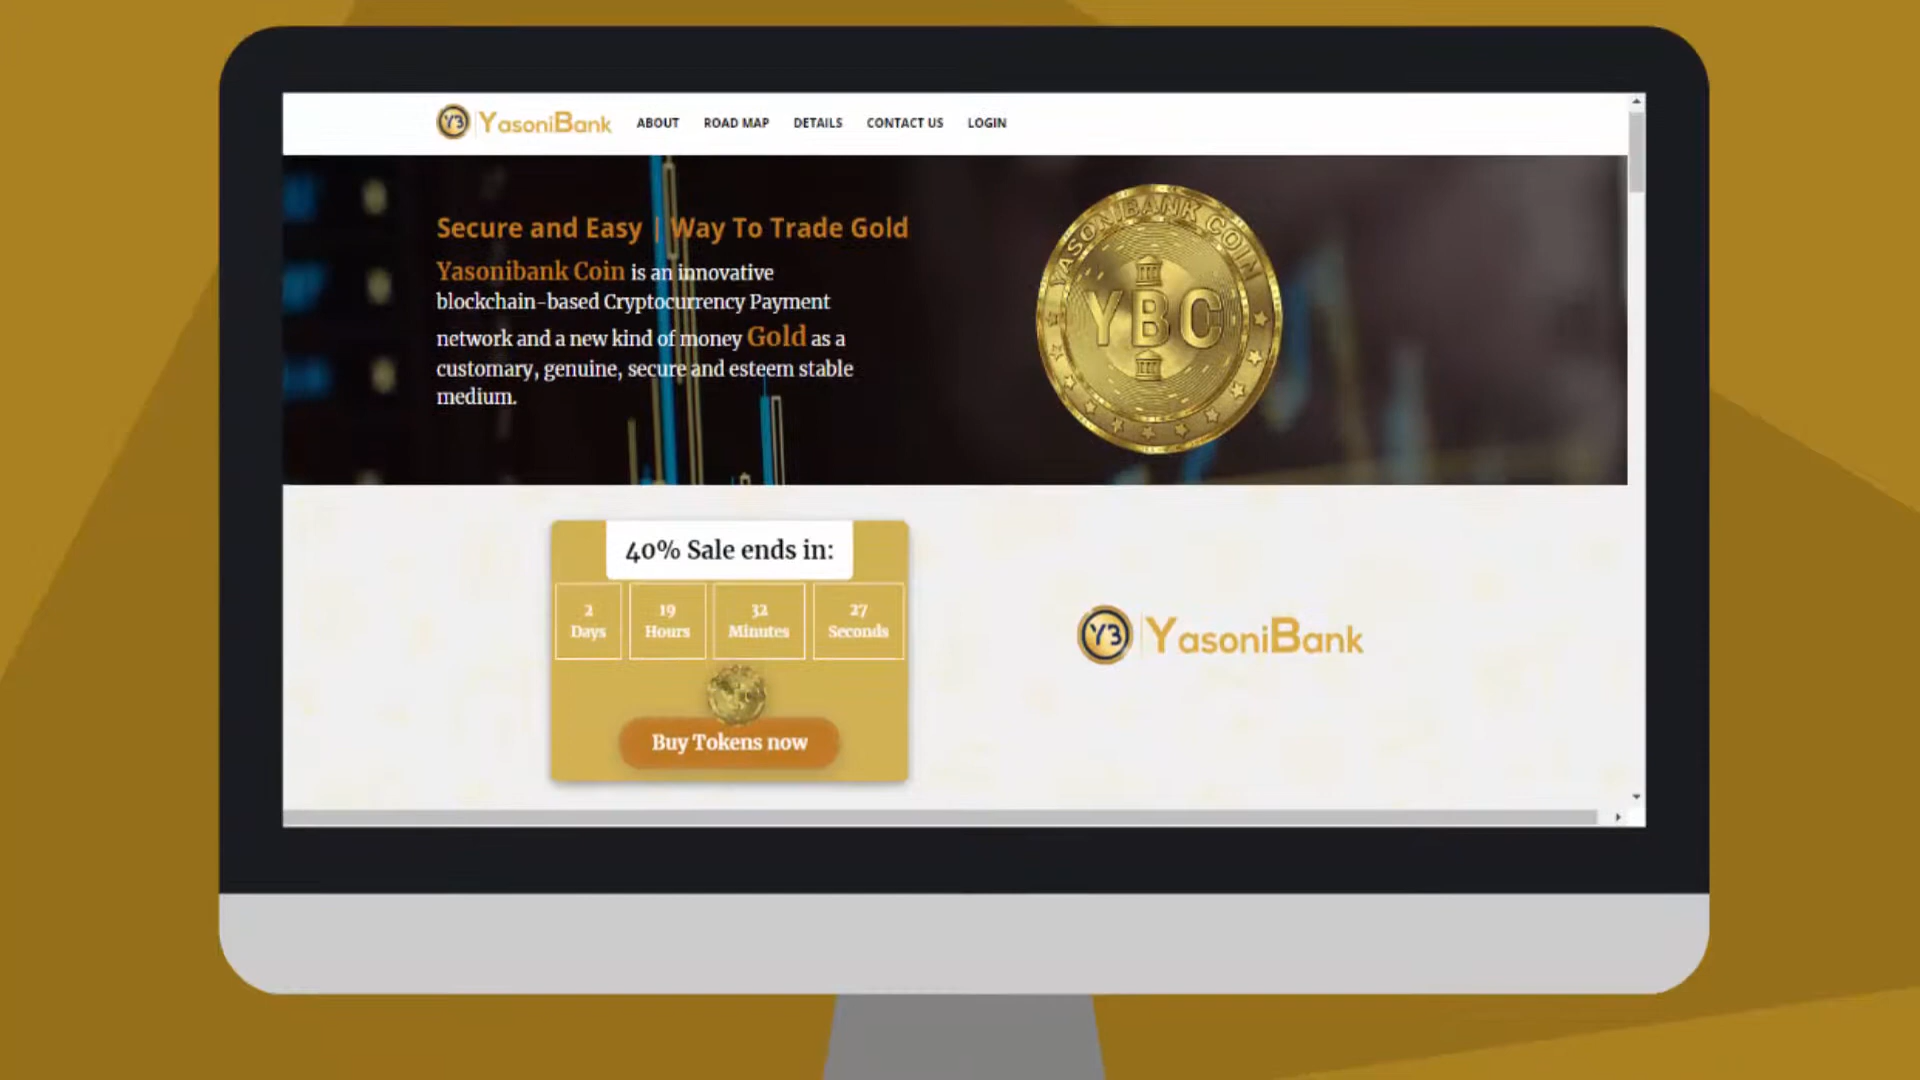 YB YasoniBank ABOUT ROAD MAP DETAILS CONTACT US LOGIN
Secure and Easy | Way To Trade Gold
Yasonibank Coin is an innovative
blockchain-based Cryptocurrency Payment
network and a new kind of money Gold as a
customary, genuine, secure and esteem stable
medium.
YASONIBANK COIN
YBC
40% Sale ends in:
2 19 32 27
Days Hours Minutes Seconds
YBC
Buy Tokens now
YB YasoniBank